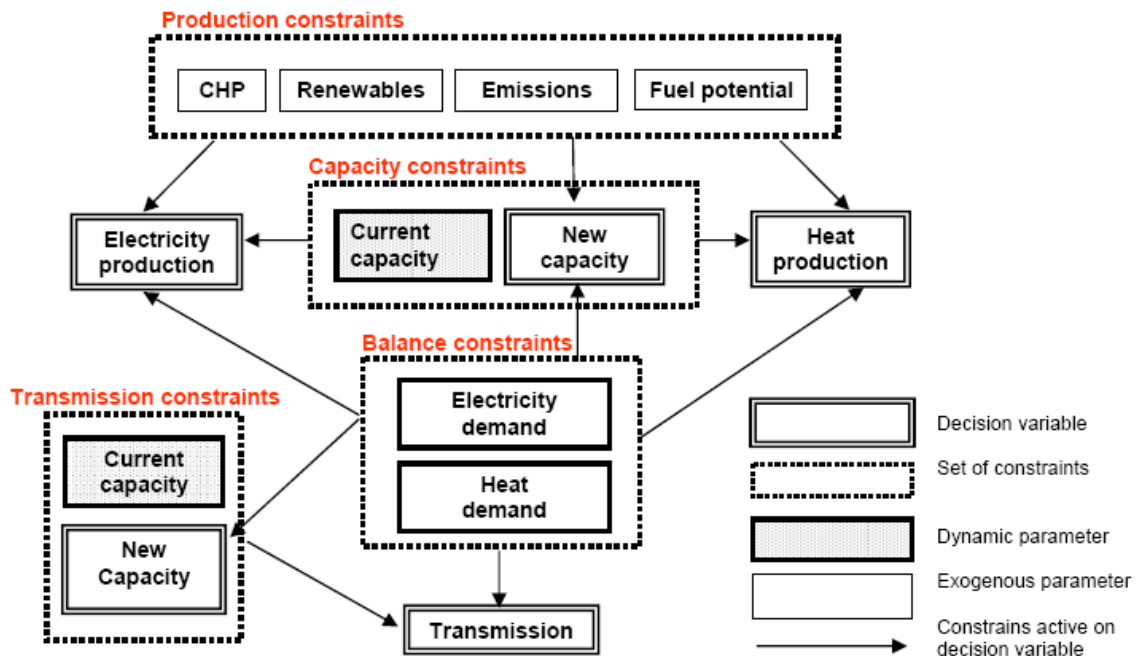 Production constraints
CHP
Renewables
Emissions
Fuel potential
Capacity constraints
Electricity
production
Current
capacity
New
capacity
Heat
production
Balance constraints
Electricity
demand
Heat
demand
Transmission constraints
Current
capacity
New
Capacity
Transmission
Decision variable
Set of constraints
Dynamic parameter
Exogenous parameter
Constrains active on
decision variable